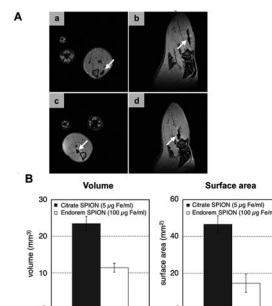 A
a
b
c
d
B
Volume
Surface area
Citrate SPION (5 µg Fe/ml)
Endorem SPION (100 µg Fe/ml)
Citrate SPION (5 µg Fe/ml)
Endorem SPION (100 µg Fe/m
30
20
10
volume (mm³)
60
40
20
surface area (mm²)